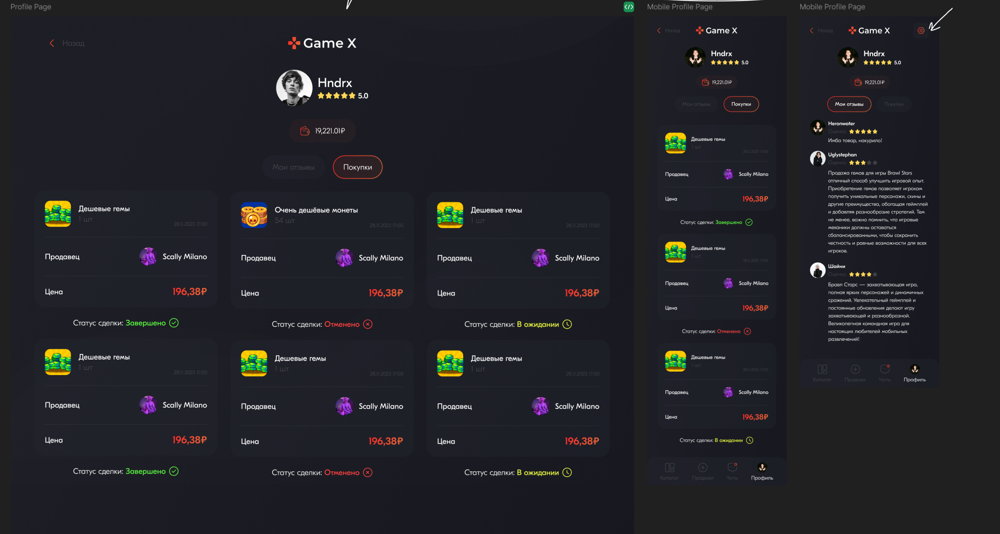 Profile Page
</>
Назад
Game X
Hndrx
5.0
19,221.01₽
Мои отзывы
Покупки
Дешевые гемы
1 шт
28.11.2023 17:00
Продавец
Scally Milano
Цена
196,38₽
Статус сделки: Завершено
Очень дешёвые монеты
54 шт
28.11.2023 17:00
Продавец
Scally Milano
Цена
196,38₽
Статус сделки: Отменено
Дешевые гемы
1 шт
28.11.2023 17:00
Продавец
Scally Milano
Цена
196,38₽
Статус сделки: В ожидании
Дешевые гемы
1 шт
28.11.2023 17:00
Продавец
Scally Milano
Цена
196,38₽
Статус сделки: Завершено
Дешевые гемы
1 шт
28.11.2023 17:00
Продавец
Scally Milano
Цена
196,38₽
Статус сделки: Отменено
Дешевые гемы
1 шт
28.11.2023 17:00
Продавец
Scally Milano
Цена
196,38₽
Статус сделки: В ожидании
Mobile Profile Page
Назад
Game X
Hndrx
5.0
19,221.01₽
Мои отзывы
Покупки
Дешевые гемы
1 шт
28.11.2023 17:00
Продавец
Scally Milano
Цена
196,38₽
Статус сделки: Завершено
Дешевые гемы
1 шт
28.11.2023 17:00
Продавец
Scally Milano
Цена
196,38₽
Статус сделки: Отменено
Дешевые гемы
1 шт
28.11.2023 17:00
Продавец
Scally Milano
Цена
196,38₽
Статус сделки: В ожидании
Каталог
Продажи
Чаты
Профиль
Mobile Profile Page
Назад
Game X
Hndrx
5.0
19,221.01₽
Мои отзывы
Покупки
Heronwater
Оценка:
Имба товар, накурило!
Uglystephan
Оценка:
Продажа гемов для игры Brawl Stars
отличный способ улучшить игровой опыт.
Приобретение гемов позволяет игрокам
получить уникальные персонажи, скины и
другие преимущества, обогащая геймплей
и добавляя разнообразие стратегий. Тем
не менее, важно помнить, что игровые
механики должны оставаться
сбалансированными, чтобы сохранить
честность и равные возможности для всех
игроков.
Шайни
Оценка:
Бравл Старс — захватывающая игра,
полная ярких персонажей и динамичных
сражений. Увлекательный геймплей и
постоянные обновления делают игру
захватывающей и разнообразной.
Великолепная командная игра для
настоящих любителей мобильных
развлечений!
Каталог
Продажи
Чаты
Профиль